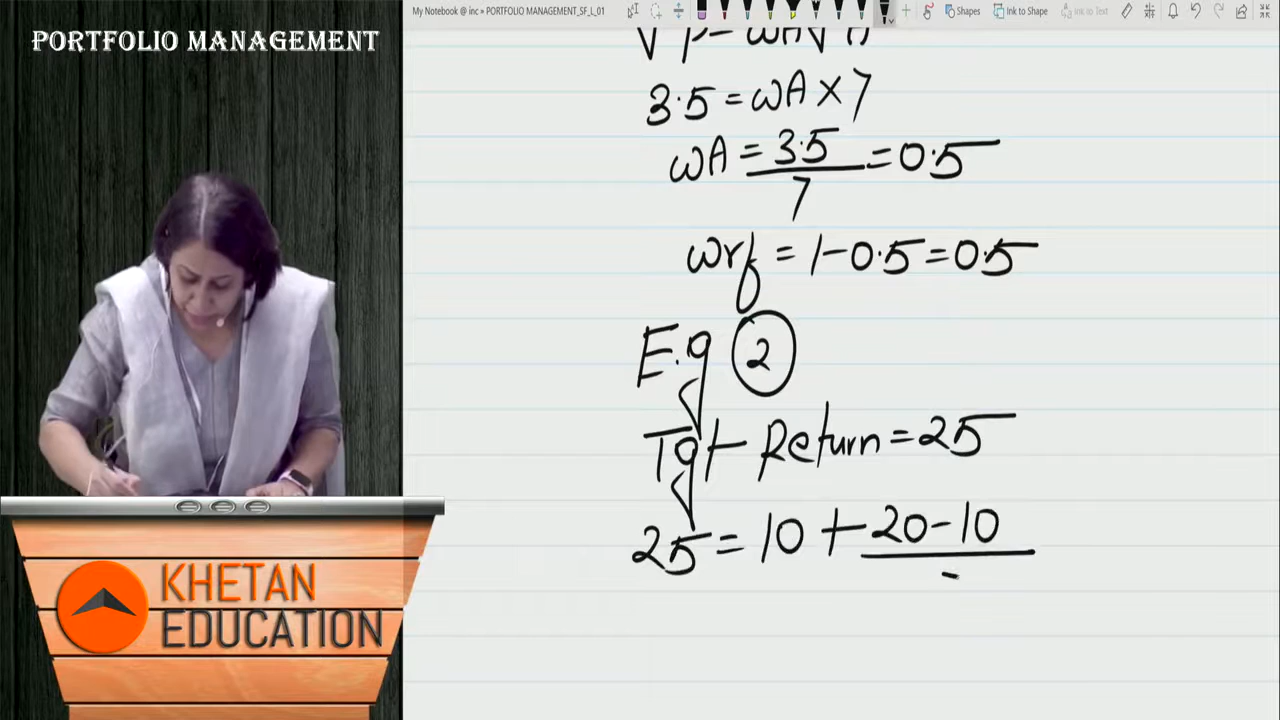 My Notebook @ inc » PORTFOLIO MANAGEMENT_SF_L_01
Shapes
Ink to Shape
Ink to Text
PORTFOLIO MANAGEMENT
3.5 = WA × 7
WA = 3.5/7 = 0.5
Wrf = 1-0.5 = 0.5
E.g 2
Tgt Return = 25
25 = 10 + 20-10
KHETAN
EDUCATION